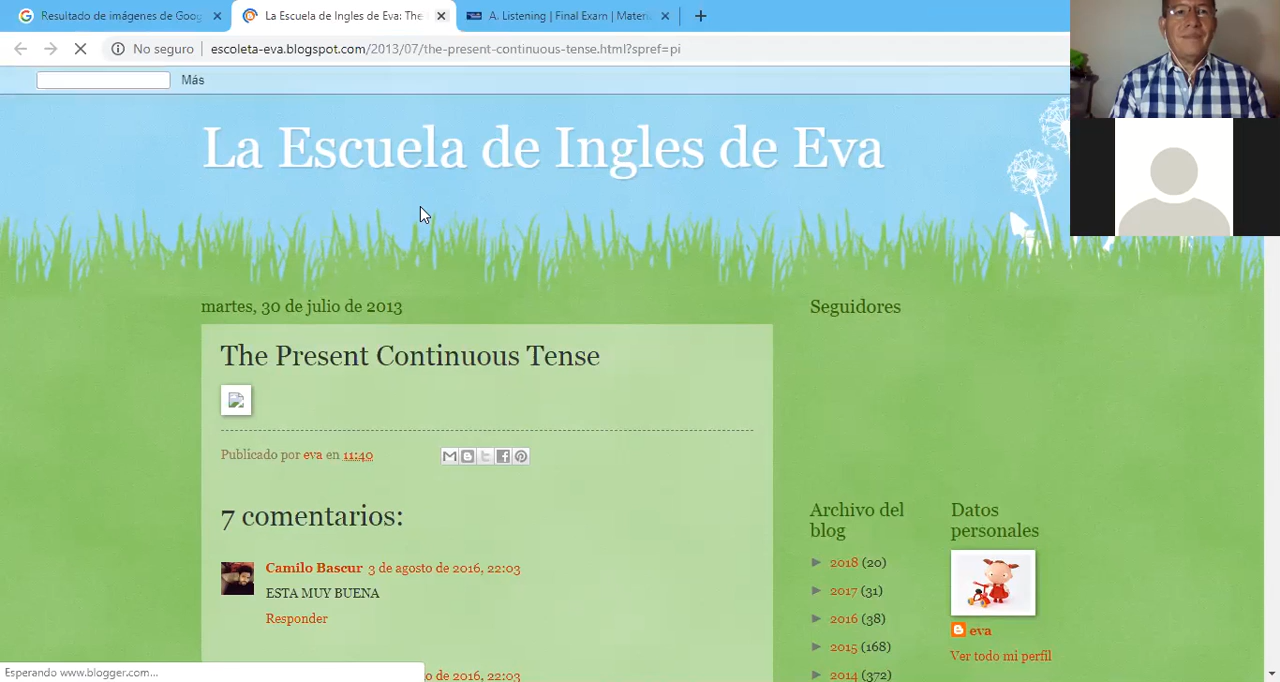 Resultado de imágenes de Goog
La Escuela de Ingles de Eva: The
A. Listening | Final Exam | Materi
No seguro
escoleta-eva.blogspot.com/2013/07/the-present-continuous-tense.html?spref=pi
Más
La Escuela de Ingles de Eva
martes, 30 de julio de 2013
The Present Continuous Tense
Publicado por eva en 11:40
7 comentarios:
Camilo Bascur 3 de agosto de 2016, 22:03
ESTA MUY BUENA
Responder
o de 2016, 22:03
Seguidores
Archivo del
blog
► 2018 (20)
► 2017 (31)
► 2016 (38)
► 2015 (168)
► 2014 (372)
Datos
personales
eva
Ver todo mi perfil
Esperando www.blogger.com...